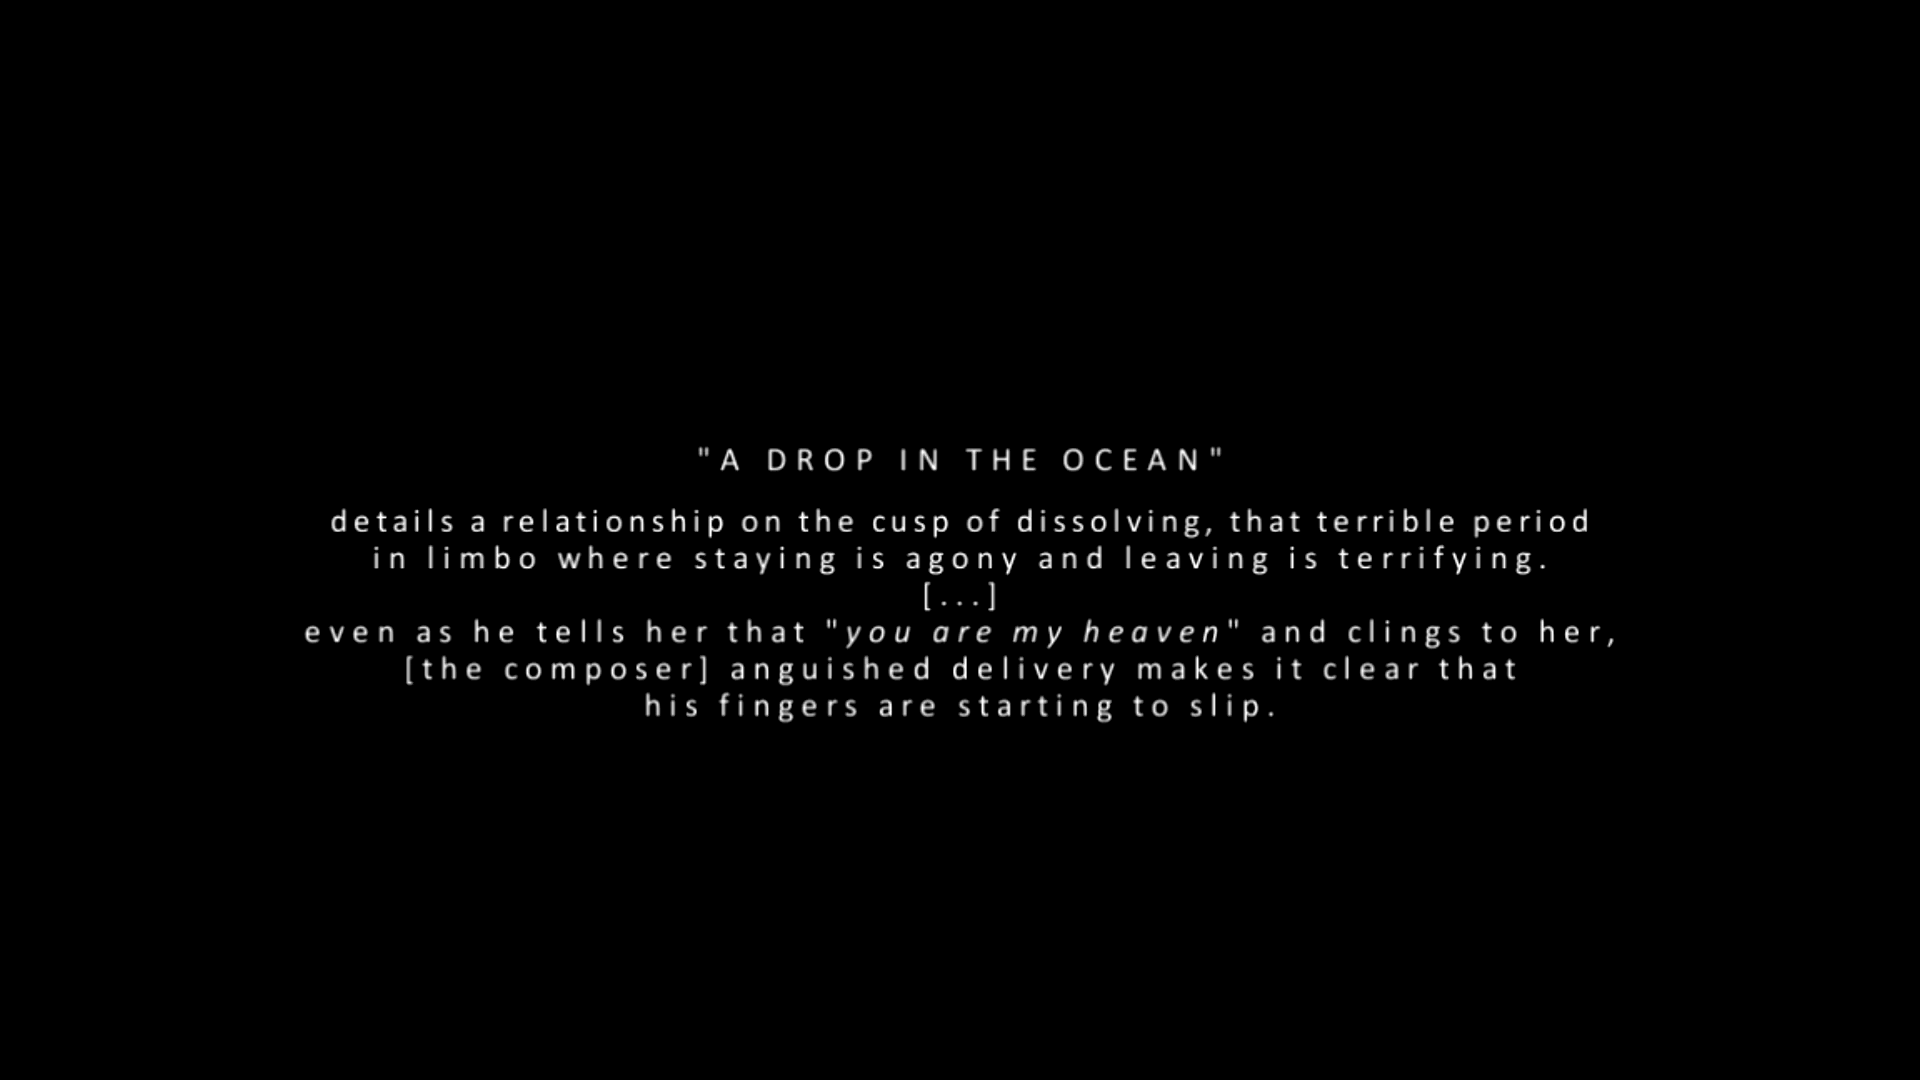 "A DROP IN THE OCEAN"
details a relationship on the cusp of dissolving, that terrible period
in limbo where staying is agony and leaving is terrifying.
[...]
even as he tells her that "you are my heaven" and clings to her,
[the composer] anguished delivery makes it clear that
his fingers are starting to slip.